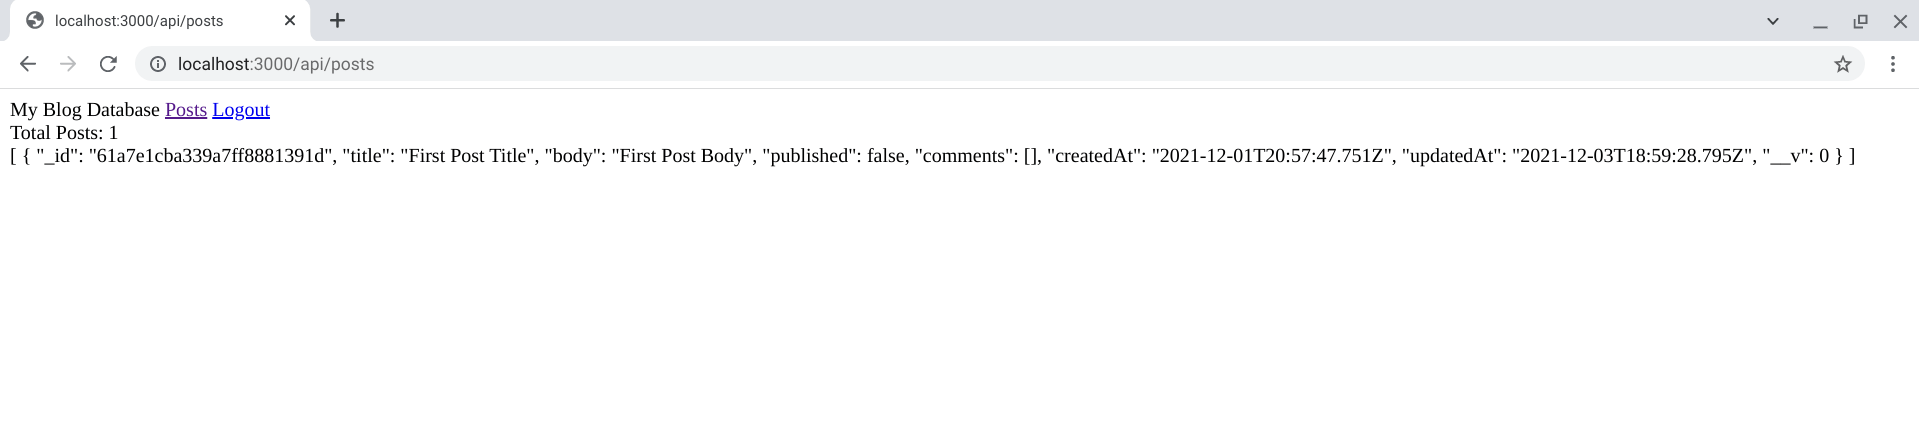 localhost:3000/api/posts
localhost:3000/api/posts
My Blog Database Posts Logout
Total Posts: 1
[ { "_id": "61a7e1cba339a7ff8881391d", "title": "First Post Title", "body": "First Post Body", "published": false, "comments": [], "createdAt": "2021-12-01T20:57:47.751Z", "updatedAt": "2021-12-03T18:59:28.795Z", "__v": 0 } ]